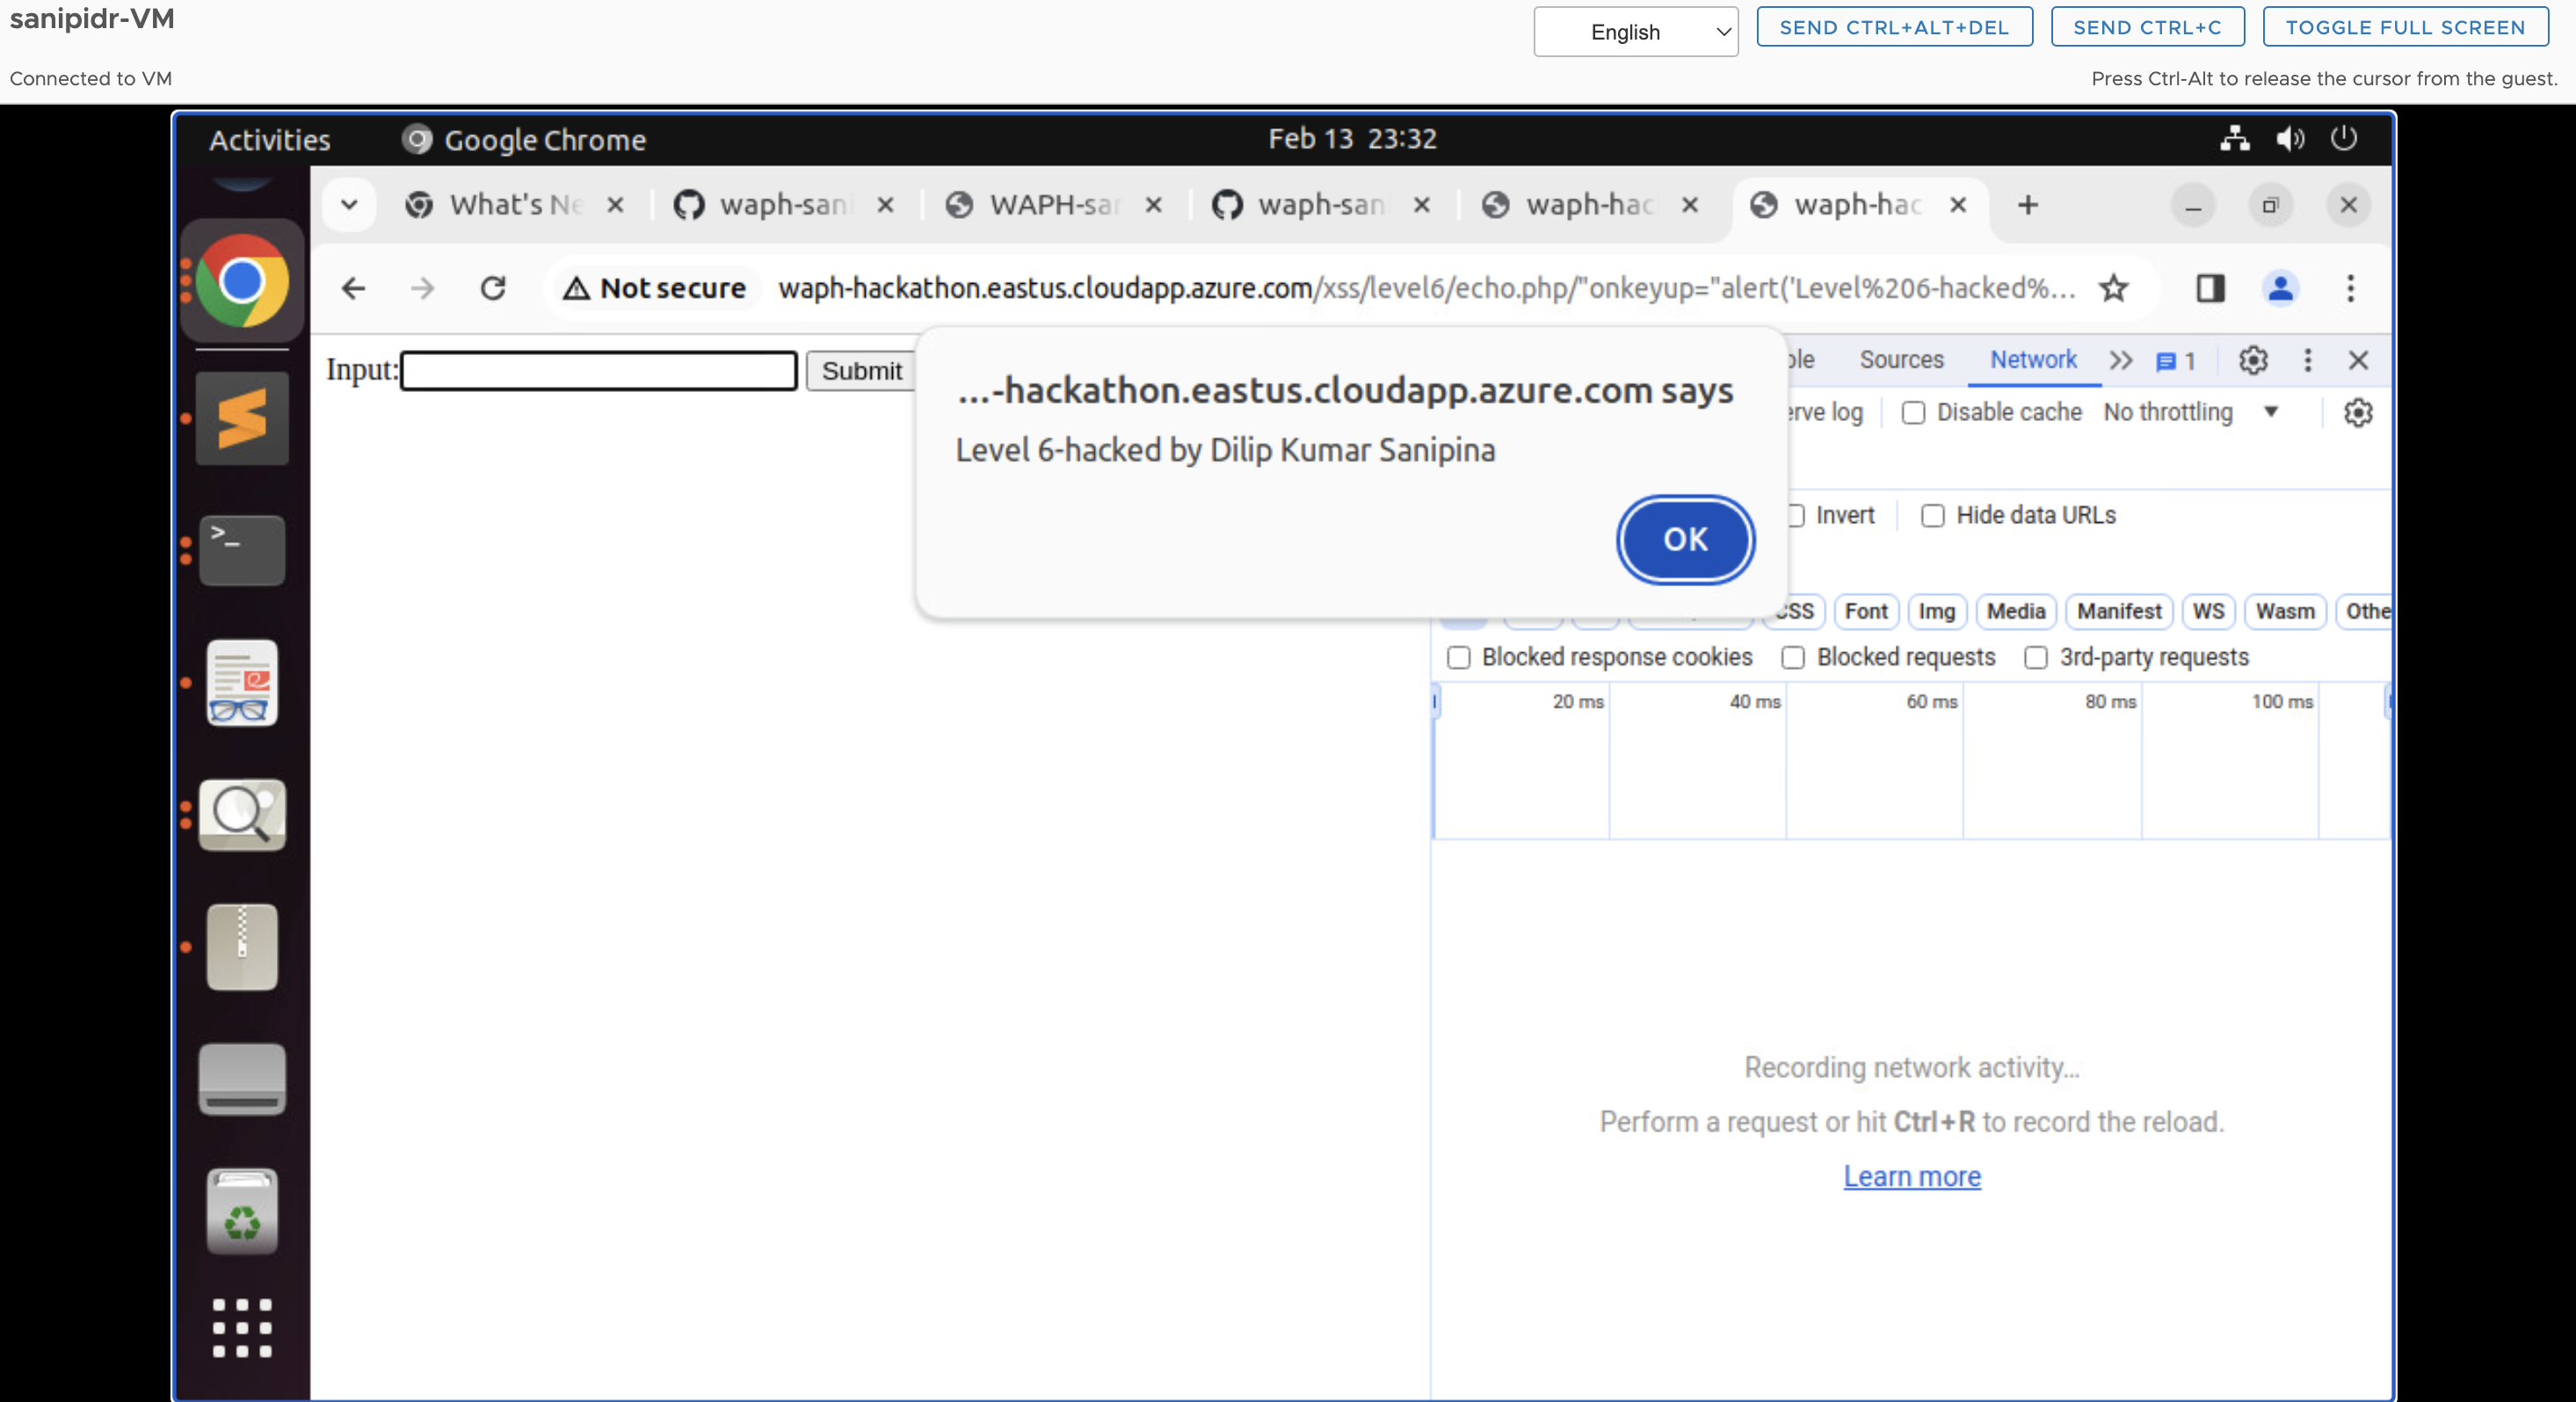 sanipidr-VM
English
SEND CTRL+ALT+DEL
SEND CTRL+C
TOGGLE FULL SCREEN
Connected to VM
Press Ctrl-Alt to release the cursor from the guest.
Activities
Google Chrome
Feb 13 23:32
What's Ne
waph-san
WAPH-sar
waph-san
waph-hac
waph-hac
Not secure
waph-hackathon.eastus.cloudapp.azure.com/xss/level6/echo.php/"onkeyup="alert('Level%206-hacked%...
Input:
Submit
...-hackathon.eastus.cloudapp.azure.com says
Level 6-hacked by Dilip Kumar Sanipina
OK
Sources
Network
1
erve log
Disable cache
No throttling
Invert
Hide data URLs
CSS
Font
Img
Media
Manifest
WS
Wasm
Othe
Blocked response cookies
Blocked requests
3rd-party requests
20 ms
40 ms
60 ms
80 ms
100 ms
Recording network activity...
Perform a request or hit Ctrl+R to record the reload.
Learn more